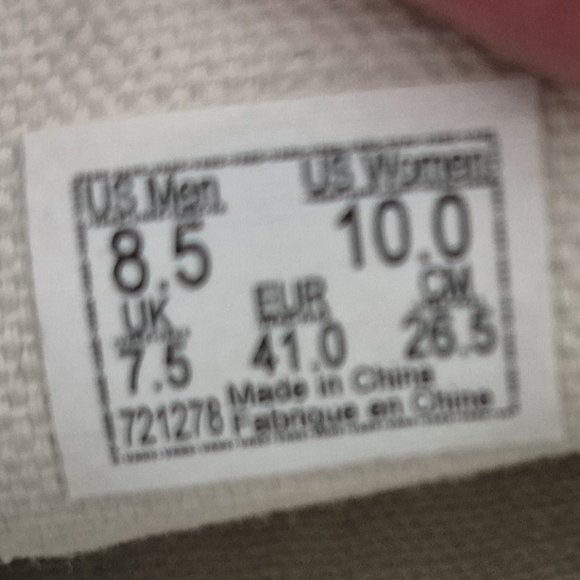 US Men US Women
8.5 10.0
UK EUR CM
7.5 41.0 26.5
721278 Made in China
Fabrique en Chine